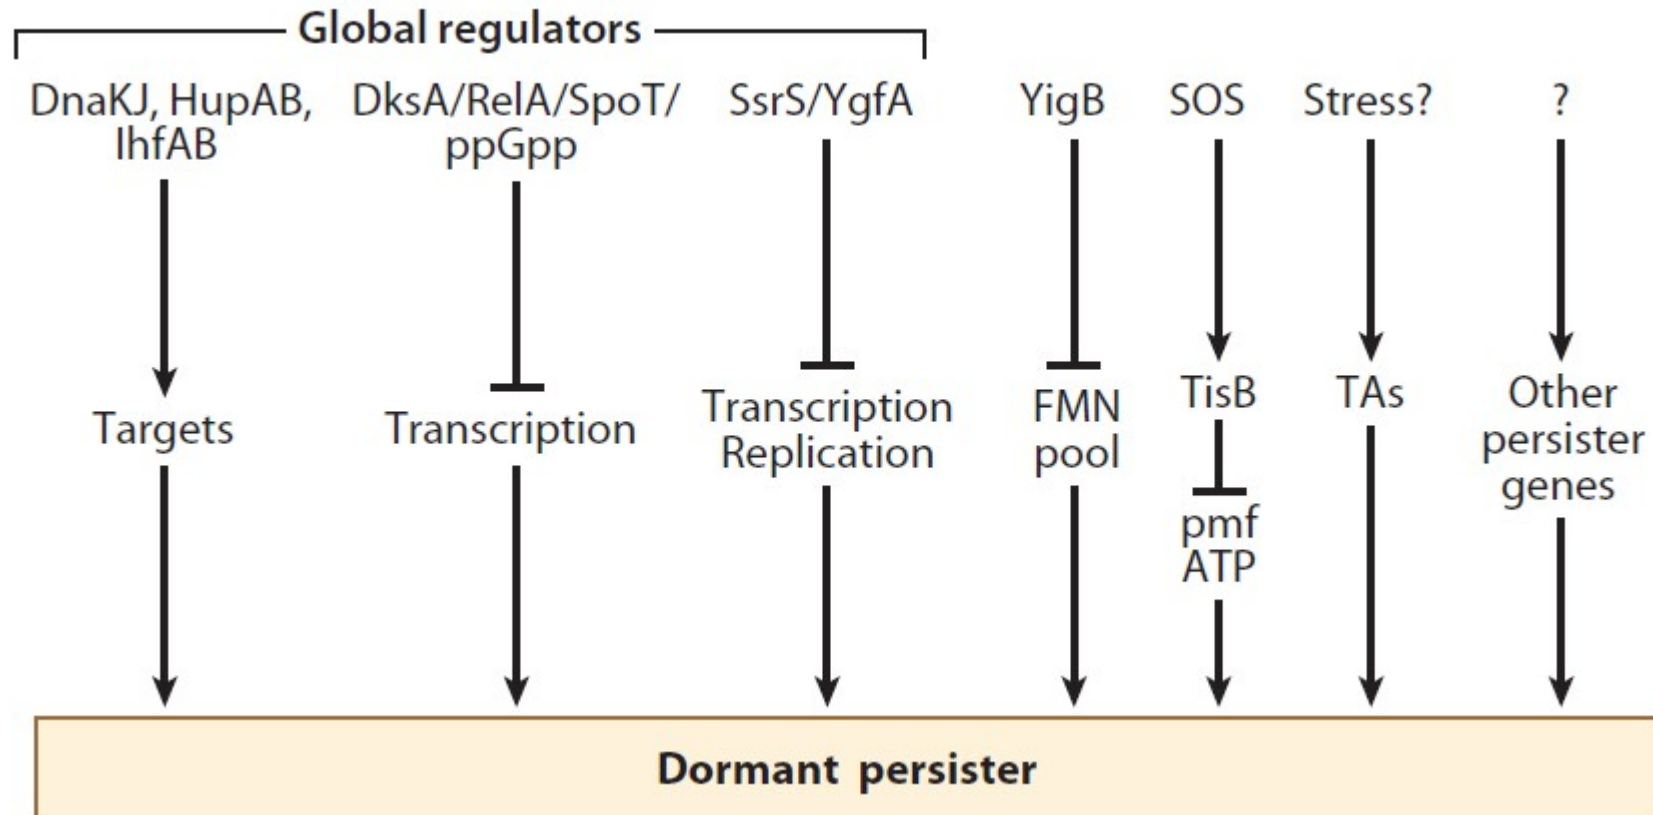 Global regulators
DnaKJ, HupAB,
IhfAB
DksA/RelA/SpoT/
ppGpp
SsrS/YgfA
YigB
SOS
Stress?
?
Targets
Transcription
Transcription
Replication
FMN
pool
TisB
pmf
ATP
TAs
Other
persister
genes
Dormant persister